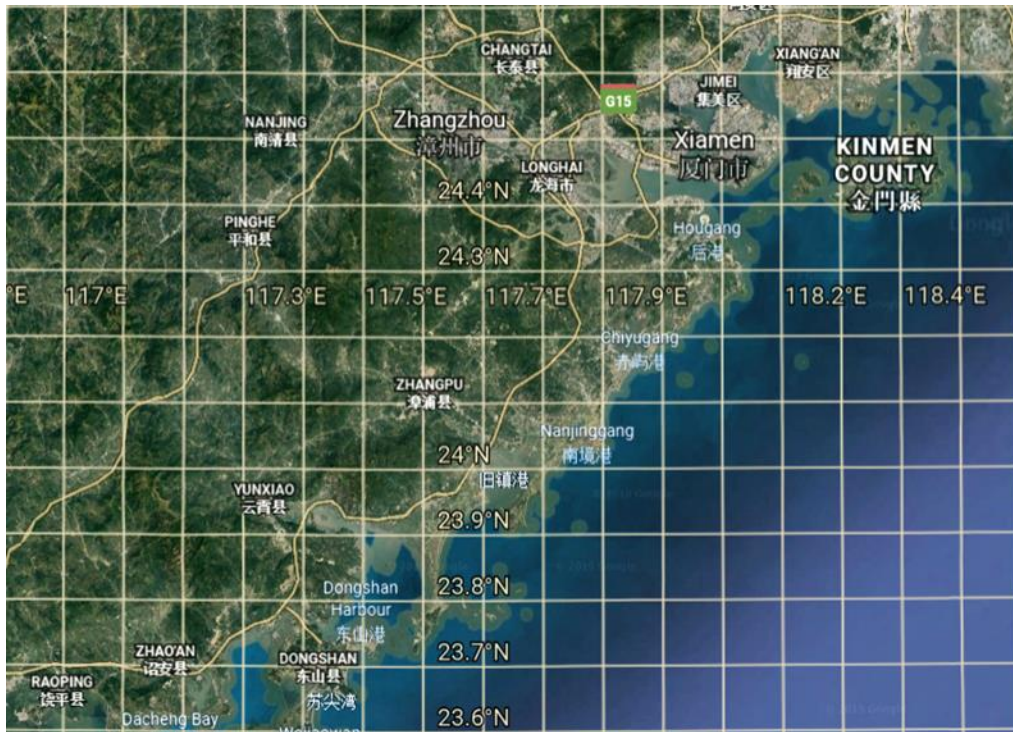 CHANGTAI
长泰县
XIANG'AN
翔安区
JIMEI
集美区
G15
NANJING
南靖县
Zhangzhou
漳州市
Xiamen
厦门市
KINMEN
COUNTY
金門縣
LONGHAI
龙海市
24.4°N
PINGHE
平和县
Hougang
后港
24.3°N
°E
117°E
117.3°E
117.5°E
117.7°E
117.9°E
118.2°E
118.4°E
Chiyugang
赤屿港
ZHANGPU
漳浦县
Nanjinggang
南境港
24°N
旧镇港
YUNXIAO
云霄县
23.9°N
23.8°N
Dongshan
Harbour
东山港
ZHAO'AN
诏安县
23.7°N
DONGSHAN
东山县
RAOPING
饶平县
苏尖湾
Dacheng Bay
23.6°N